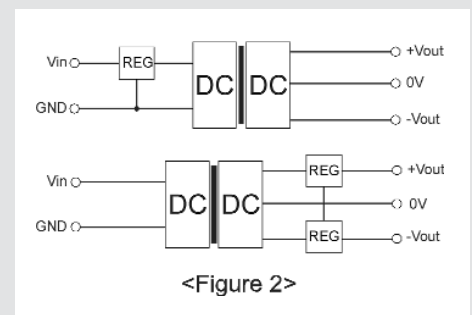 +Vout
Vin REG
DC DC 0V
GND
-Vout
REG +Vout
Vin
DC DC 0V
GND
REG -Vout
<Figure 2>